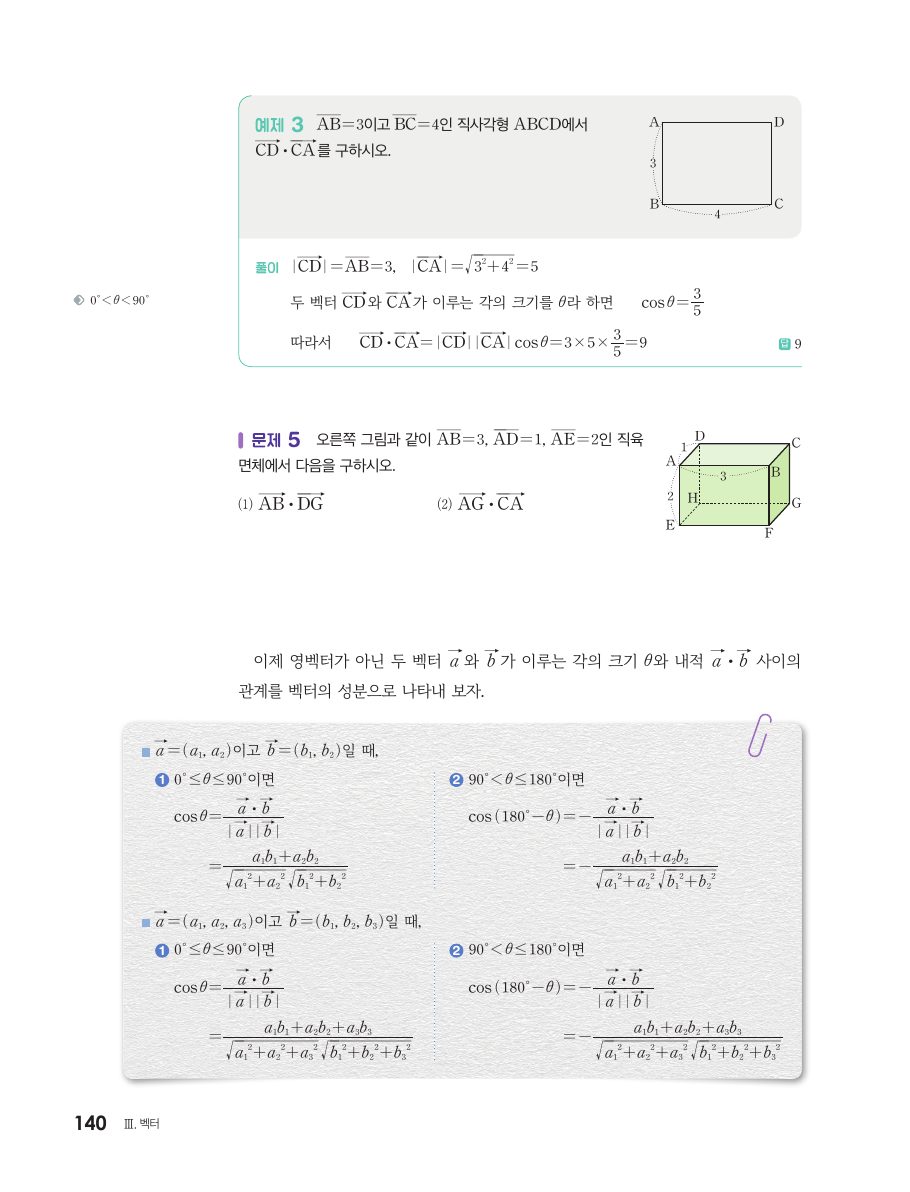 예제 3 AB=3이고 BC=4인 직사각형 ABCD에서
CD·CA를 구하시오.
A D
3
B C
4
풀이 |CD|=AB=3, |CA|=√(3²+4²)=5
0°<θ<90°
두 벡터 CD와 CA가 이루는 각의 크기를 θ라 하면 cosθ=3/5
따라서 CD·CA=|CD||CA|cosθ=3×5×3/5=9
답 9
문제 5 오른쪽 그림과 같이 AB=3, AD=1, AE=2인 직육
면체에서 다음을 구하시오.
⑴ AB·DG ⑵ AG·CA
D C
1
A B
3
2 H G
E F
이제 영벡터가 아닌 두 벡터 a와 b가 이루는 각의 크기 θ와 내적 a·b 사이의
관계를 벡터의 성분으로 나타내 보자.
a=(a₁, a₂)이고 b=(b₁, b₂)일 때,
❶ 0°≤θ≤90°이면
cosθ=a·b/|a||b|
=(a₁b₁+a₂b₂)/(√(a₁²+a₂²)√(b₁²+b₂²))
❷ 90°<θ≤180°이면
cos(180°-θ)=-a·b/|a||b|
=-(a₁b₁+a₂b₂)/(√(a₁²+a₂²)√(b₁²+b₂²))
a=(a₁, a₂, a₃)이고 b=(b₁, b₂, b₃)일 때,
❶ 0°≤θ≤90°이면
cosθ=a·b/|a||b|
=(a₁b₁+a₂b₂+a₃b₃)/(√(a₁²+a₂²+a₃²)√(b₁²+b₂²+b₃²))
❷ 90°<θ≤180°이면
cos(180°-θ)=-a·b/|a||b|
=-(a₁b₁+a₂b₂+a₃b₃)/(√(a₁²+a₂²+a₃²)√(b₁²+b₂²+b₃²))
140 Ⅲ. 벡터